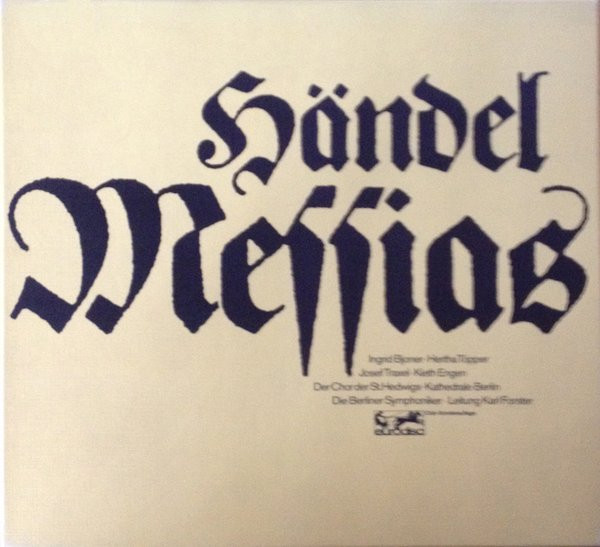 Händel
Meſſias
Ingrid Bjoner · Hertha Töpper
Josef Traxel · Kieth Engen
Der Chor der St. Hedwigs-Kathedrale Berlin
Die Berliner Symphoniker · Leitung Karl Forster
eurodisc